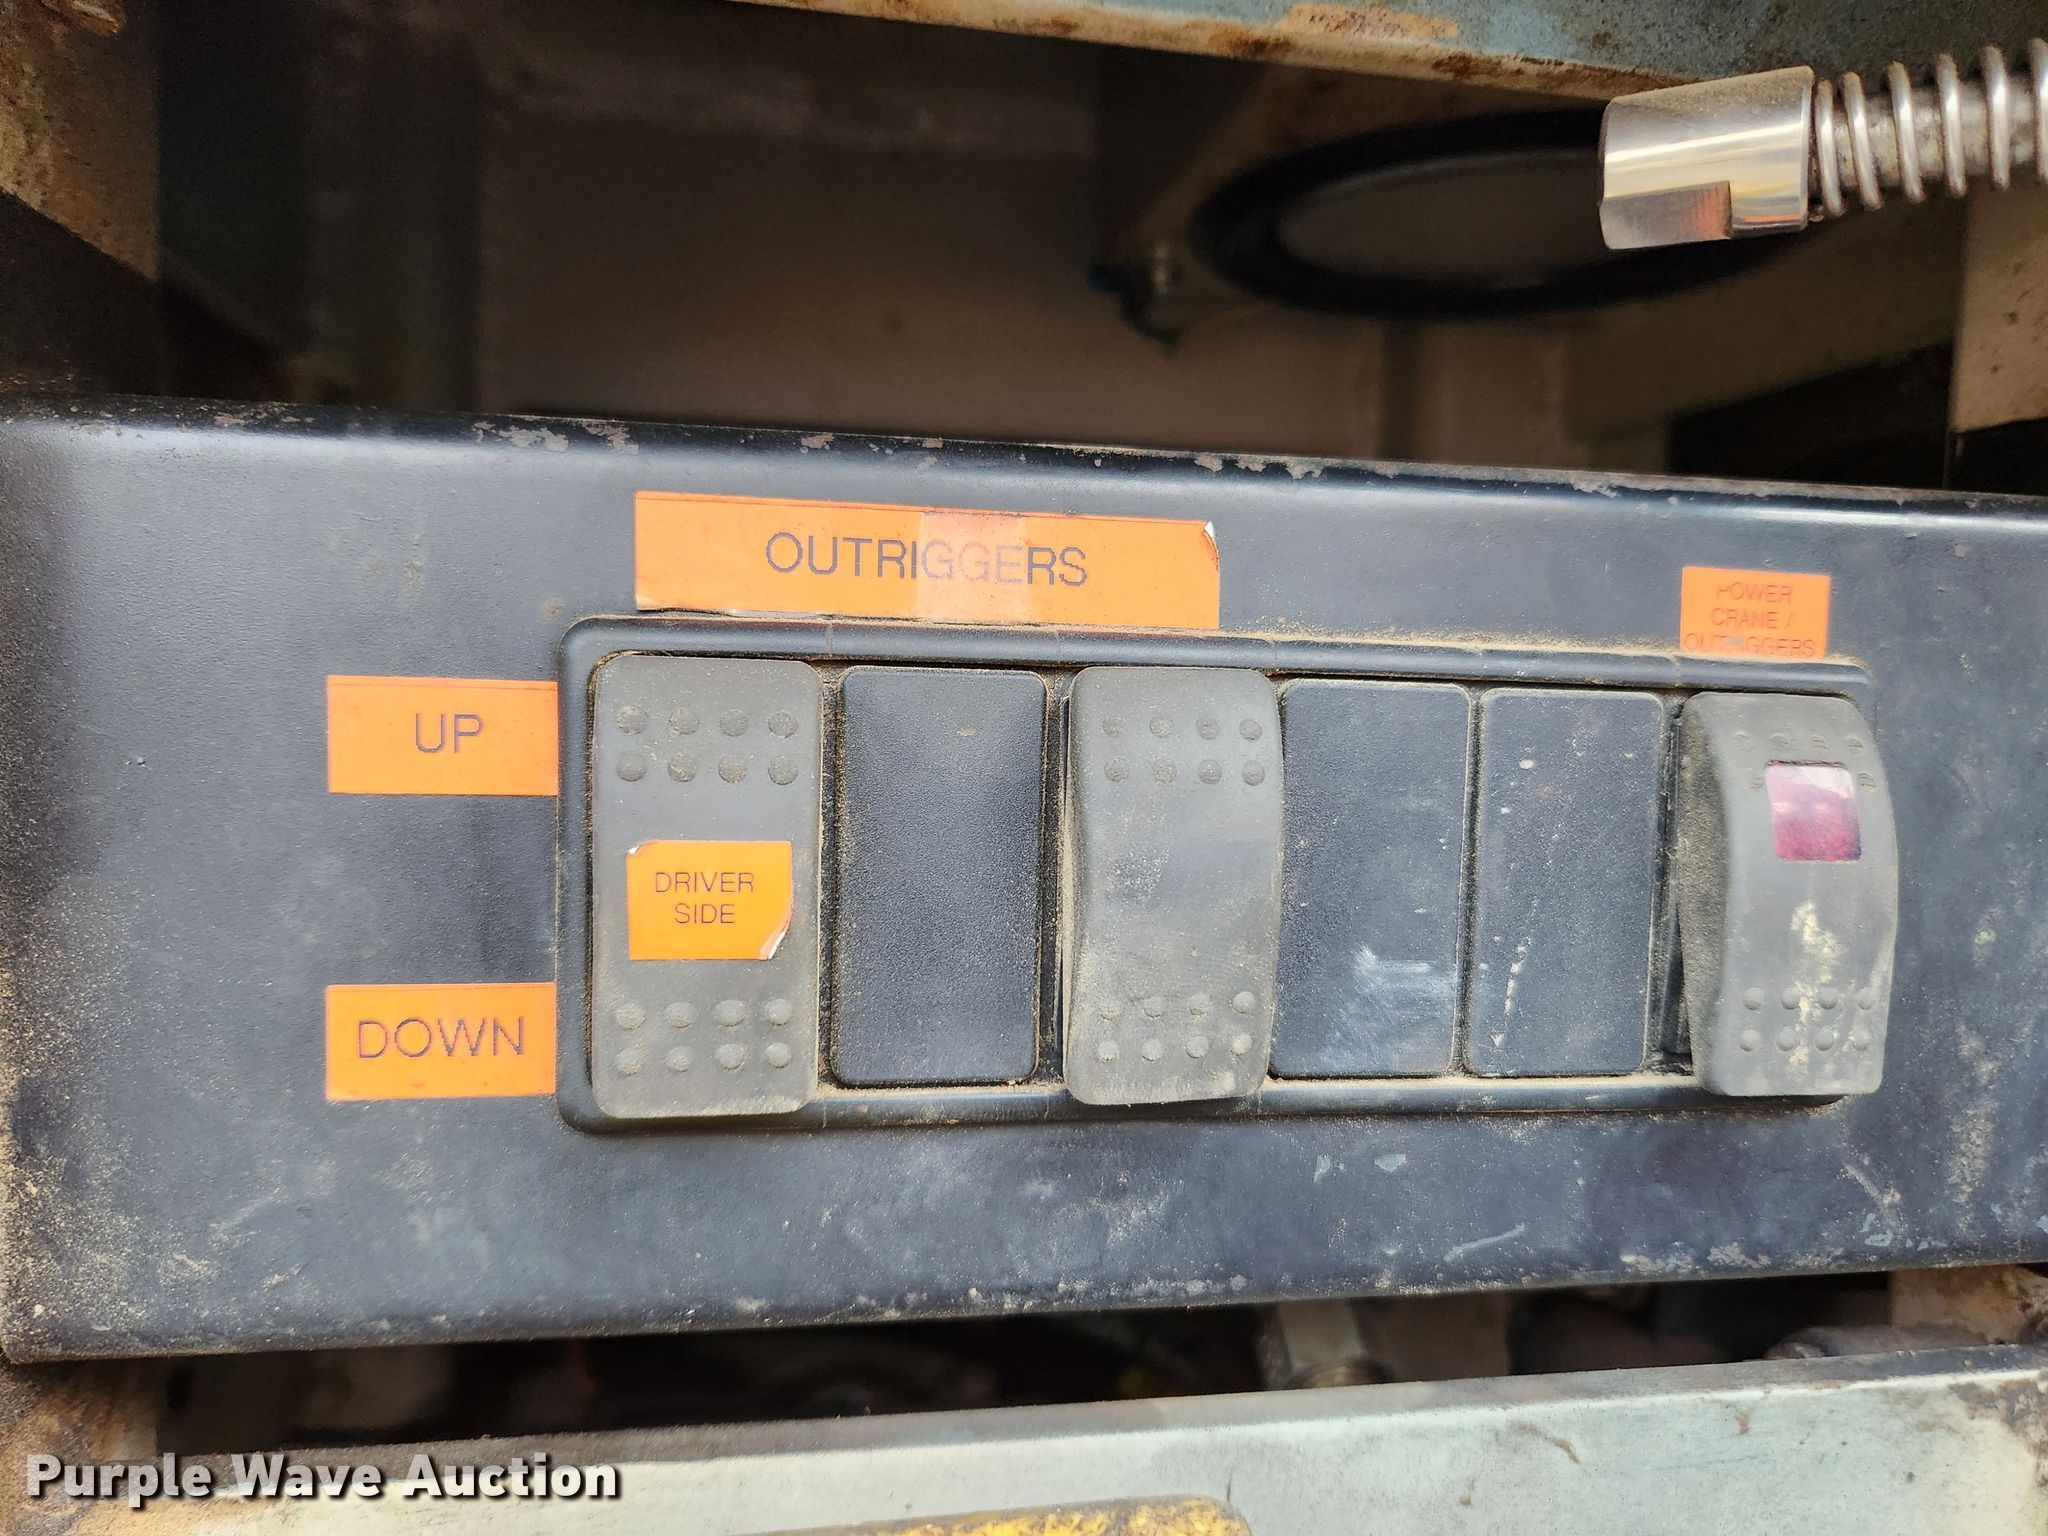 OUTRIGGERS
POWER
CRANE /
OUTRIGGERS
UP
DRIVER
SIDE
DOWN
Purple Wave Auction